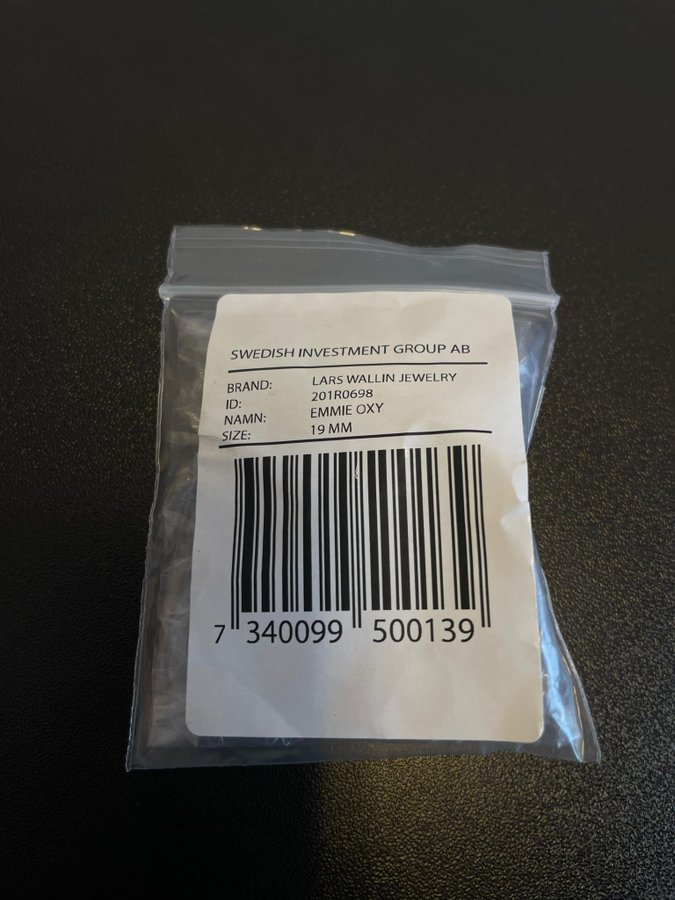 SWEDISH INVESTMENT GROUP AB
BRAND: LARS WALLIN JEWELRY
ID: 201R0698
NAMN: EMMIE OXY
SIZE: 19 MM
7 340099 500139